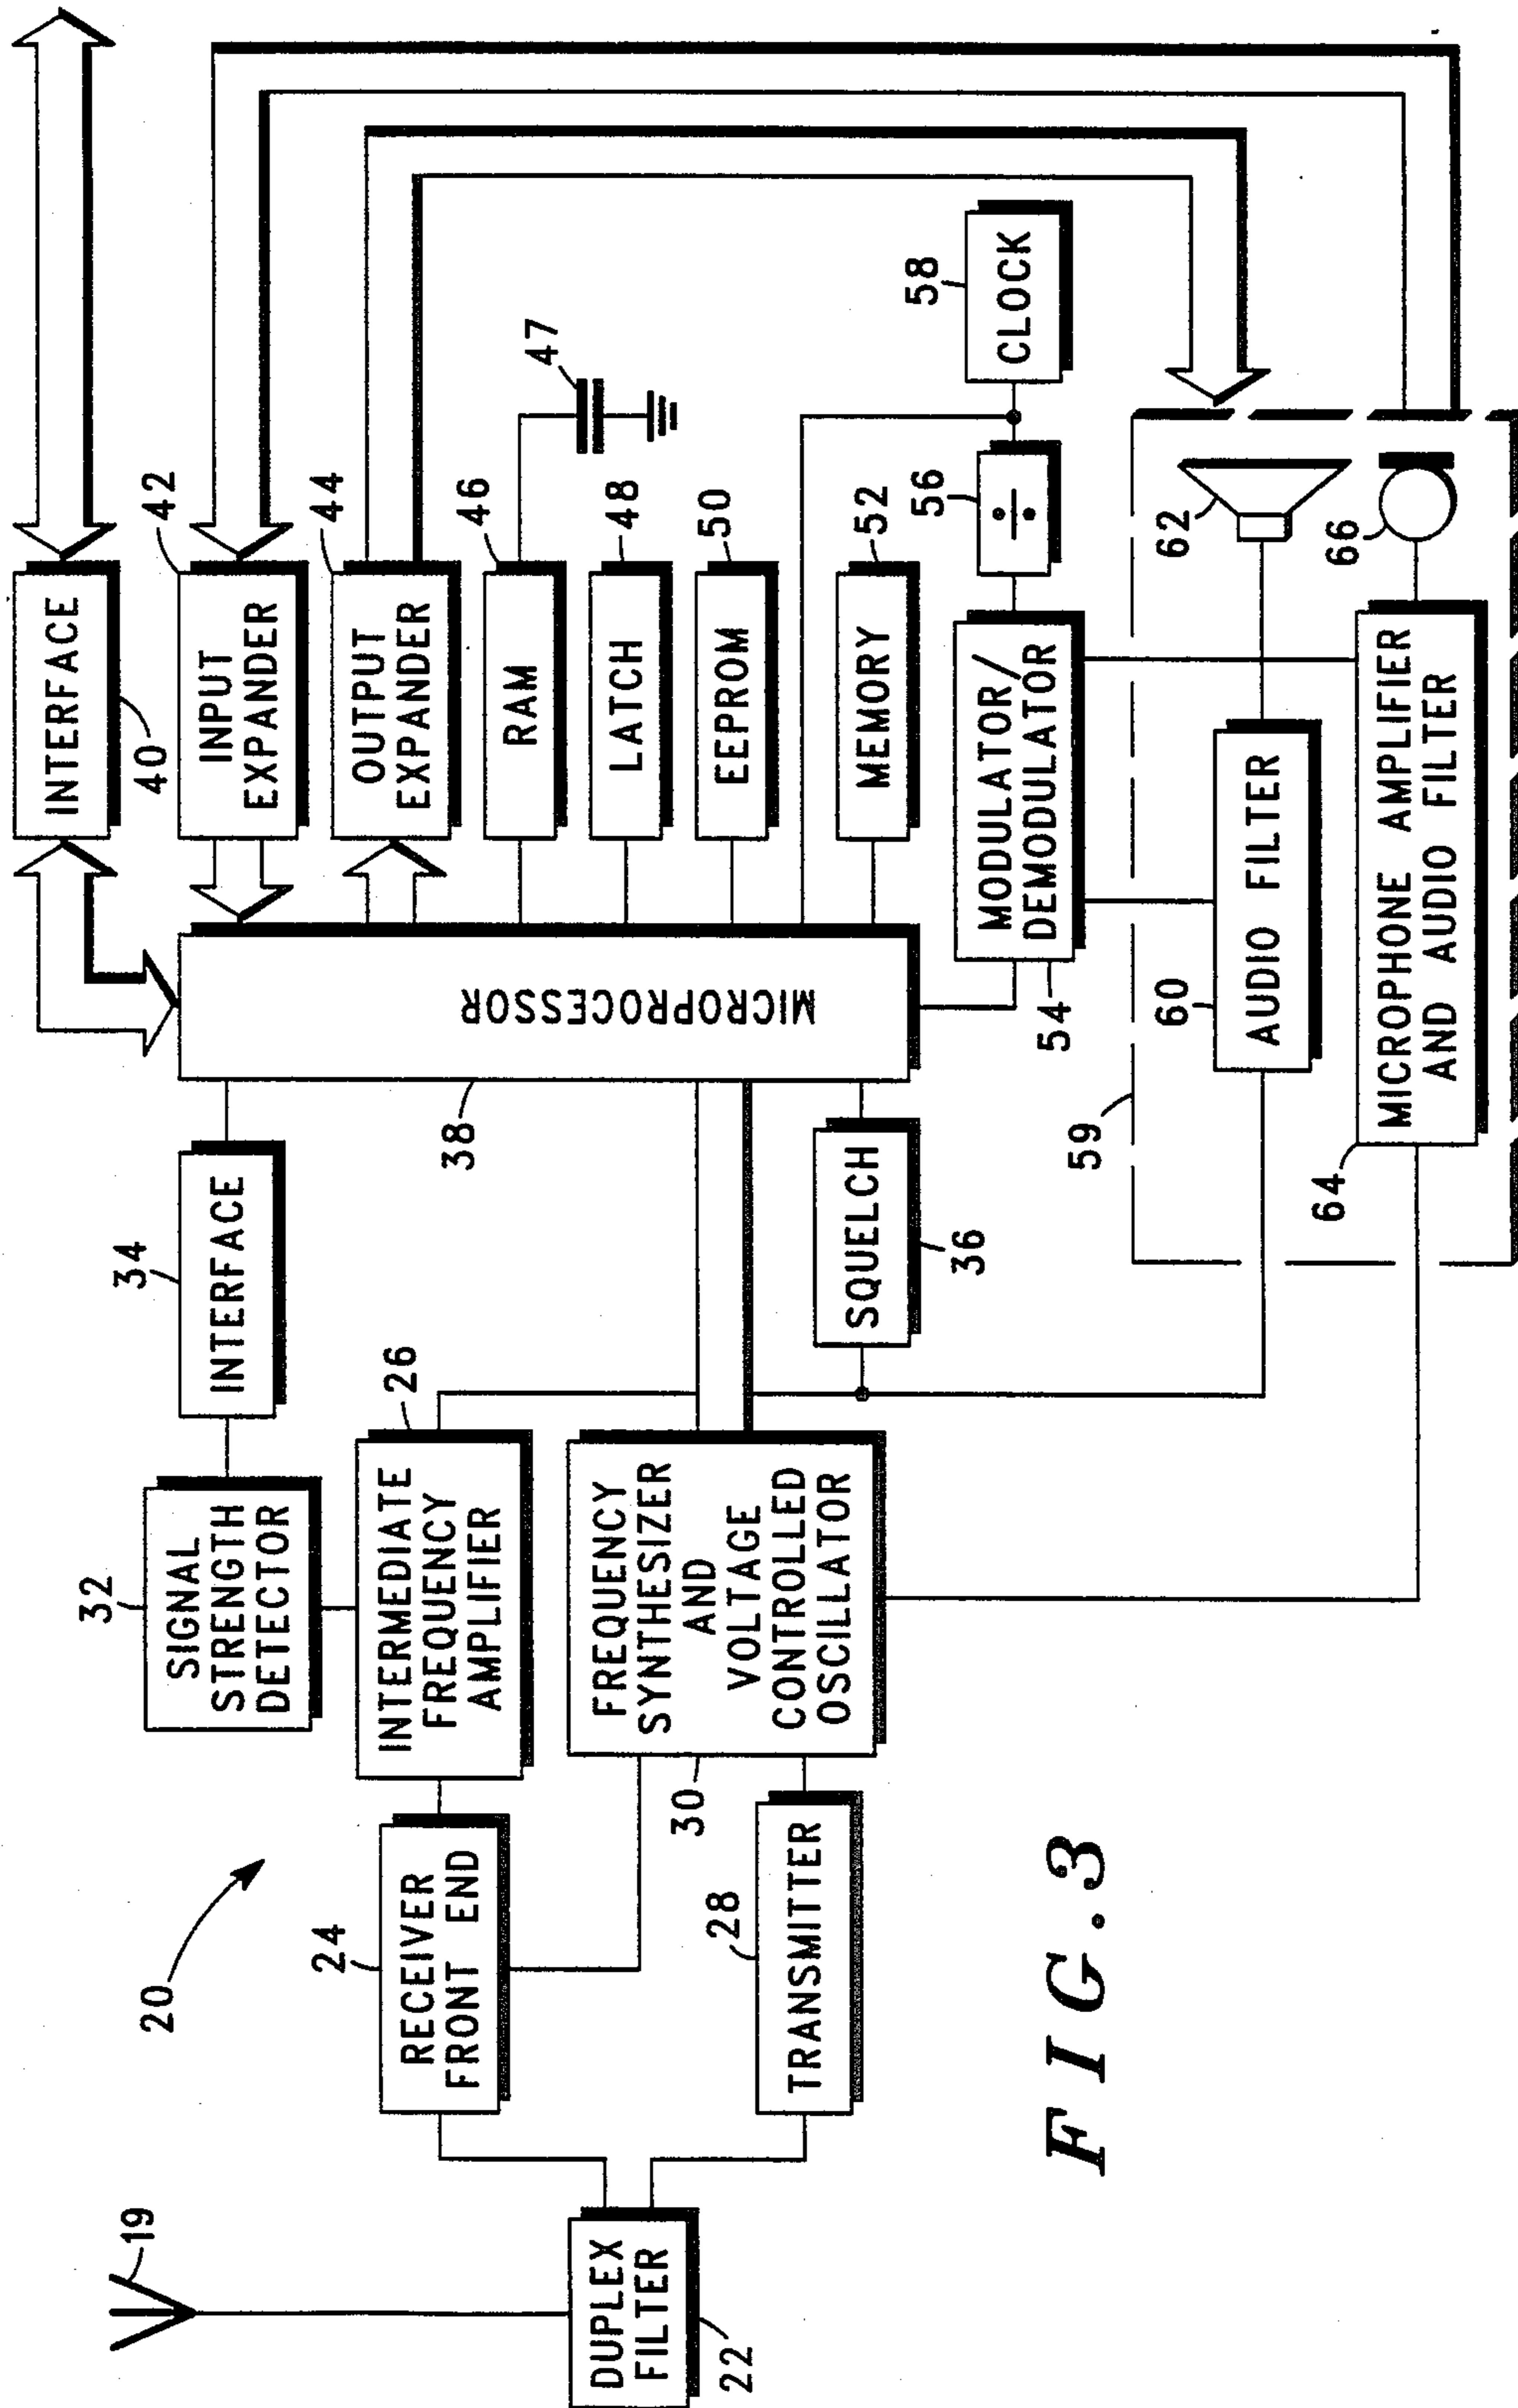 19
DUPLEX
FILTER
22
20
24
RECEIVER
FRONT END
28
TRANSMITTER
32
SIGNAL
STRENGTH
DETECTOR
26
INTERMEDIATE
FREQUENCY
AMPLIFIER
30
FREQUENCY
SYNTHESIZER
AND
VOLTAGE
CONTROLLED
OSCILLATOR
34
INTERFACE
SQUELCH
36
38
MICROPROCESSOR
INTERFACE
40
42
INPUT
EXPANDER
44
OUTPUT
EXPANDER
46
RAM
47
48
LATCH
50
EEPROM
52
MEMORY
MODULATOR/
DEMODULATOR
54
56
÷
58
CLOCK
59
60
AUDIO FILTER
62
64
MICROPHONE AMPLIFIER
AND AUDIO FILTER
66
FIG.3